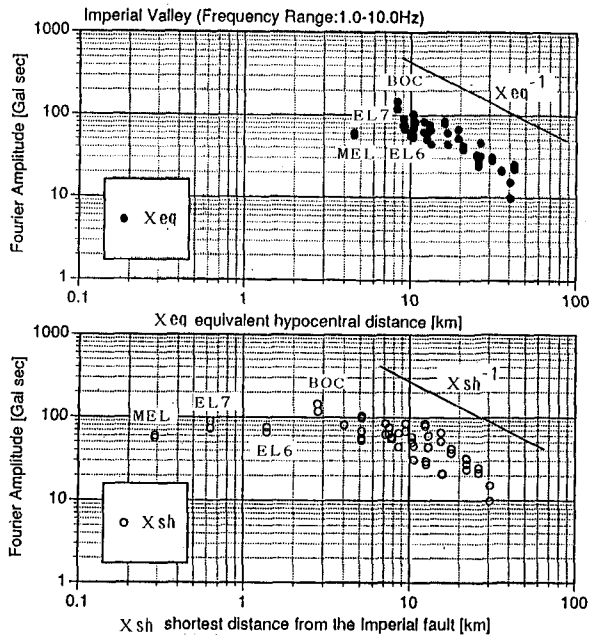 Imperial Valley (Frequency Range:1.0-10.0Hz)
Fourier Amplitude [Gal sec]
1000
100
10
1
BOC
Xeq⁻¹
EL7
MEL EL6
● Xeq
0.1 1 10 100
Xeq equivalent hypocentral distance [km]
Fourier Amplitude [Gal sec]
1000
100
10
1
BOC
Xsh⁻¹
EL7
MEL
EL6
○ Xsh
0.1 1 10 100
Xsh shortest distance from the Imperial fault [km]